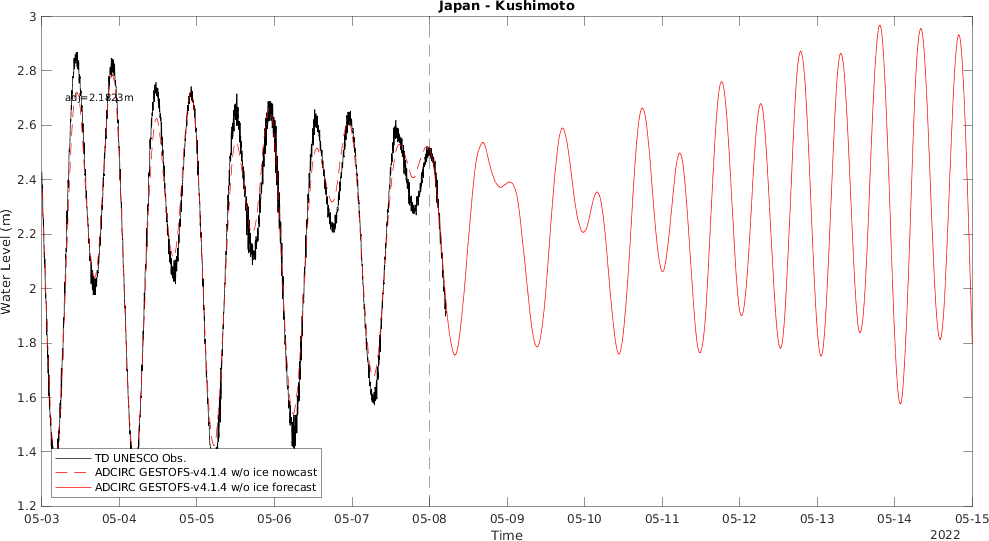 Japan - Kushimoto
3
2.8
2.6
2.4
2.2
2
1.8
1.6
1.4
1.2
Water Level (m)
adj=2.1823m
TD UNESCO Obs.
ADCIRC GESTOFS-v4.1.4 w/o ice nowcast
ADCIRC GESTOFS-v4.1.4 w/o ice forecast
05-03 05-04 05-05 05-06 05-07 05-08 05-09 05-10 05-11 05-12 05-13 05-14 05-15
Time
2022